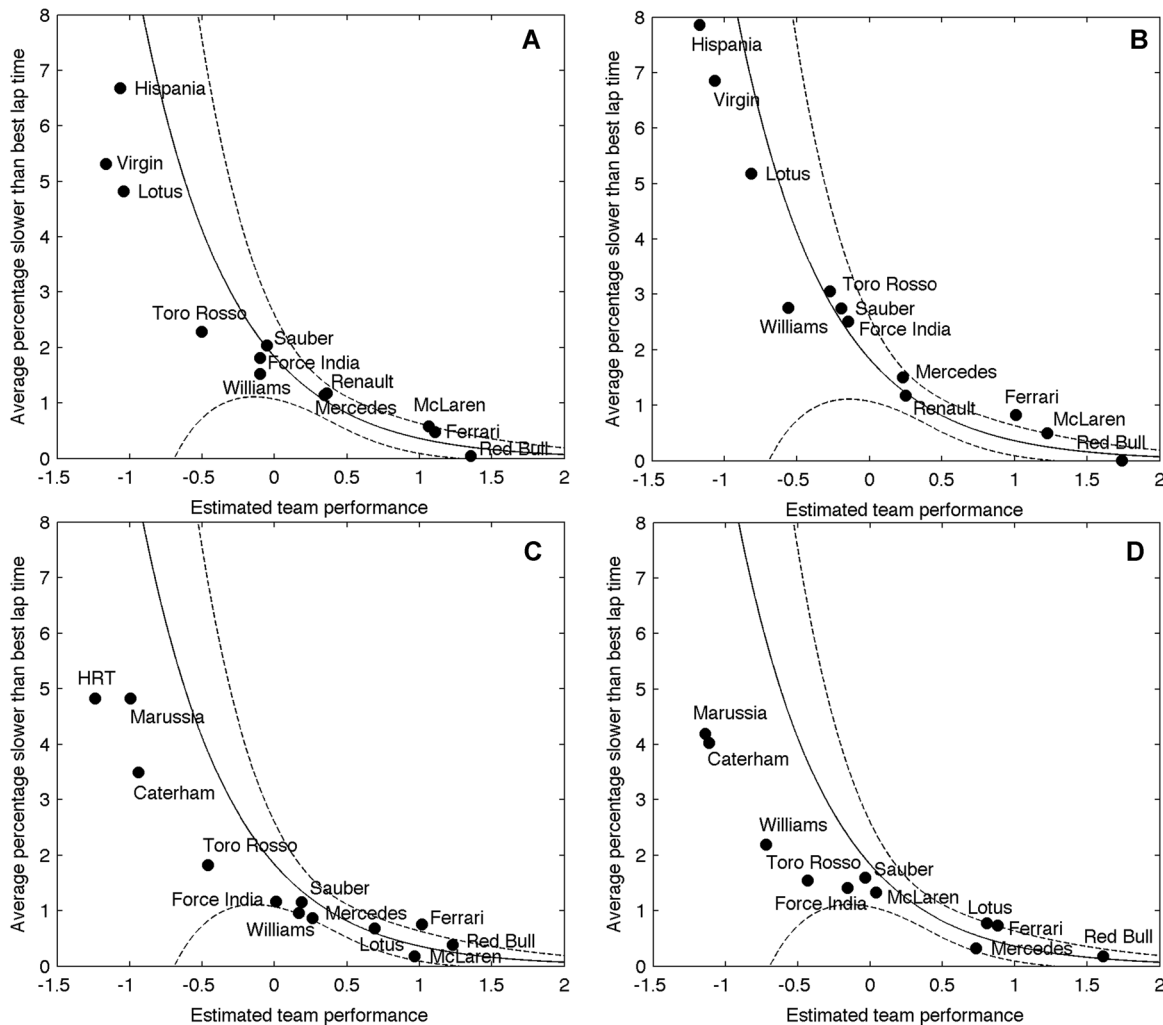 A
Average percentage slower than best lap time
8
7
6
5
4
3
2
1
0
Hispania
Virgin
Lotus
Toro Rosso
Sauber
Force India
Williams
Renault
Mercedes
McLaren
Ferrari
Red Bull
-1.5 -1 -0.5 0 0.5 1 1.5 2
Estimated team performance
B
Average percentage slower than best lap time
8
7
6
5
4
3
2
1
0
Hispania
Virgin
Lotus
Toro Rosso
Sauber
Williams
Force India
Mercedes
Renault
Ferrari
McLaren
Red Bull
-1.5 -1 -0.5 0 0.5 1 1.5 2
Estimated team performance
C
Average percentage slower than best lap time
8
7
6
5
4
3
2
1
0
HRT
Marussia
Caterham
Toro Rosso
Force India
Sauber
Williams
Mercedes
Ferrari
Lotus
Red Bull
McLaren
-1.5 -1 -0.5 0 0.5 1 1.5 2
Estimated team performance
D
Average percentage slower than best lap time
8
7
6
5
4
3
2
1
0
Marussia
Caterham
Williams
Toro Rosso
Sauber
Force India
McLaren
Lotus
Ferrari
Mercedes
Red Bull
-1.5 -1 -0.5 0 0.5 1 1.5 2
Estimated team performance